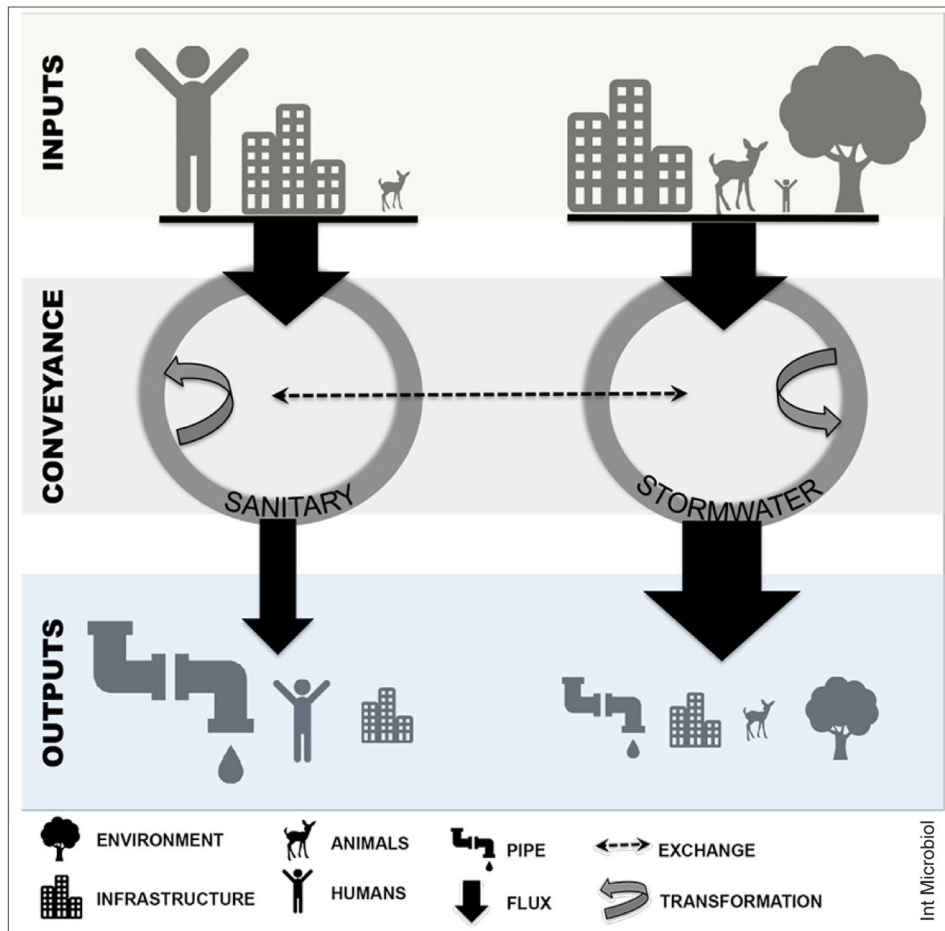 INPUTS
CONVEYANCE
SANITARY
STORMWATER
OUTPUTS
ENVIRONMENT
ANIMALS
PIPE
EXCHANGE
INFRASTRUCTURE
HUMANS
FLUX
TRANSFORMATION
Int Microbiol